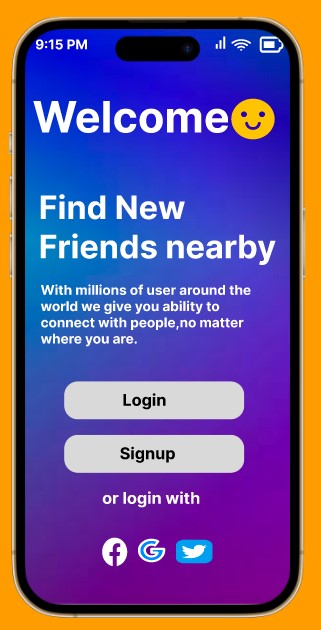 9:15 PM
Welcome
Find New
Friends nearby
With millions of user around the
world we give you ability to
connect with people,no matter
where you are.
Login
Signup
or login with